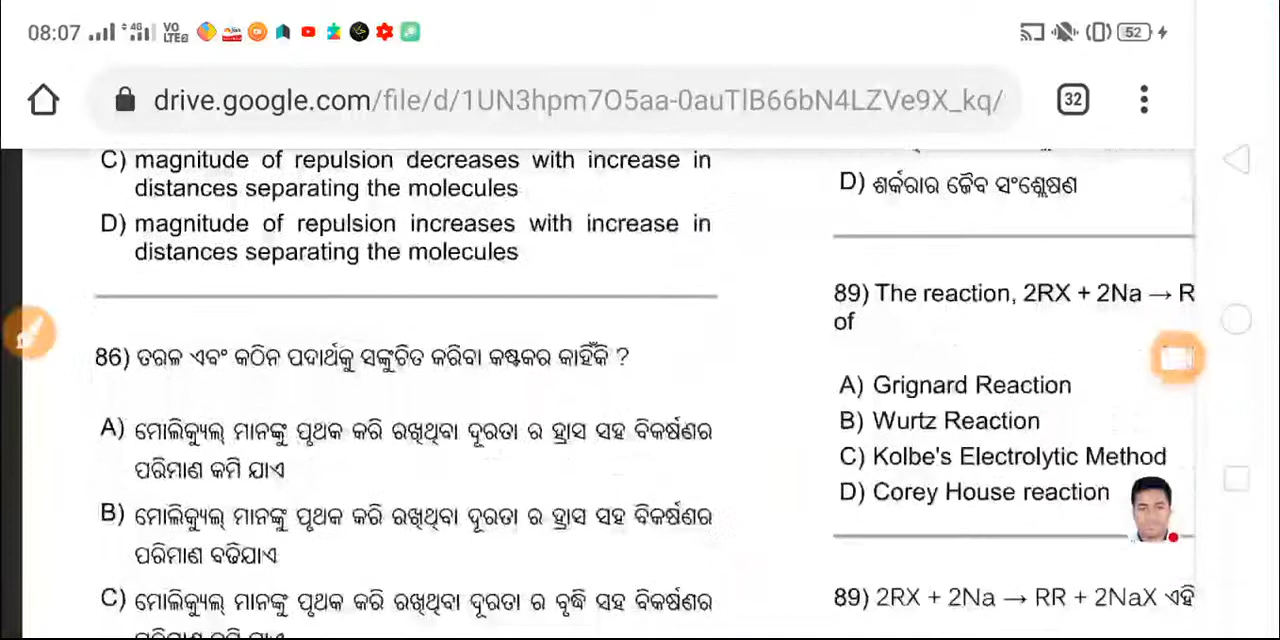 08:07 4G VO LTE 52
drive.google.com/file/d/1UN3hpm7O5aa-0auTlB66bN4LZVe9X_kq/ 32
C) magnitude of repulsion decreases with increase in
distances separating the molecules
D) magnitude of repulsion increases with increase in
distances separating the molecules
86) ତରଳ ଏବଂ କଠିନ ପଦାର୍ଥକୁ ସଙ୍କୁଚିତ କରିବା କଷ୍ଟକର କାହିଁକି ?
A) ମୋଲିକ୍ୟୁଲ୍ ମାନଙ୍କୁ ପୃଥକ କରି ରଖିଥିବା ଦୂରତା ର ହ୍ରାସ ସହ ବିକର୍ଷଣର
ପରିମାଣ କମି ଯାଏ
B) ମୋଲିକ୍ୟୁଲ୍ ମାନଙ୍କୁ ପୃଥକ କରି ରଖିଥିବା ଦୂରତା ର ହ୍ରାସ ସହ ବିକର୍ଷଣର
ପରିମାଣ ବଢିଯାଏ
C) ମୋଲିକ୍ୟୁଲ୍ ମାନଙ୍କୁ ପୃଥକ କରି ରଖିଥିବା ଦୂରତା ର ବୃଦ୍ଧି ସହ ବିକର୍ଷଣର
D) ଶର୍କରାର ଜୈବ ସଂଶ୍ଲେଷଣ
89) The reaction, 2RX + 2Na → R
of
A) Grignard Reaction
B) Wurtz Reaction
C) Kolbe's Electrolytic Method
D) Corey House reaction
89) 2RX + 2Na → RR + 2NaX ଏହି